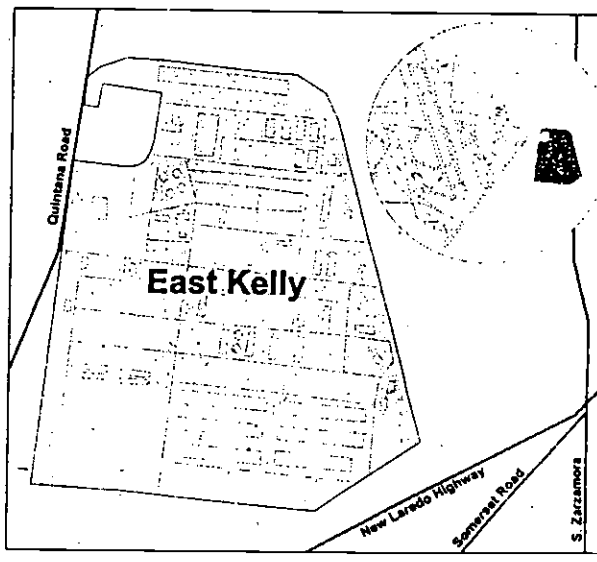 Quintana Road
East Kelly
New Laredo Highway
Somerset Road
S. Zarzamora